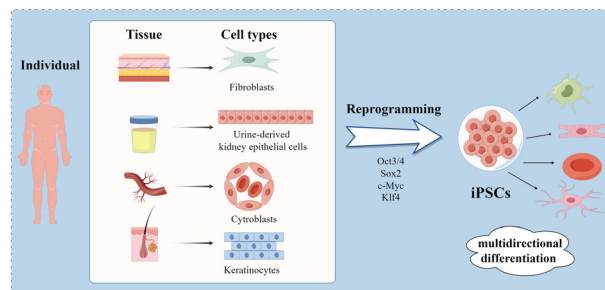 Individual
Tissue
Cell types
Fibroblasts
Urine-derived
kidney epithelial cells
Cytroblasts
Keratinocytes
Reprogramming
Oct3/4
Sox2
c-Myc
Klf4
iPSCs
multidirectional
differentiation